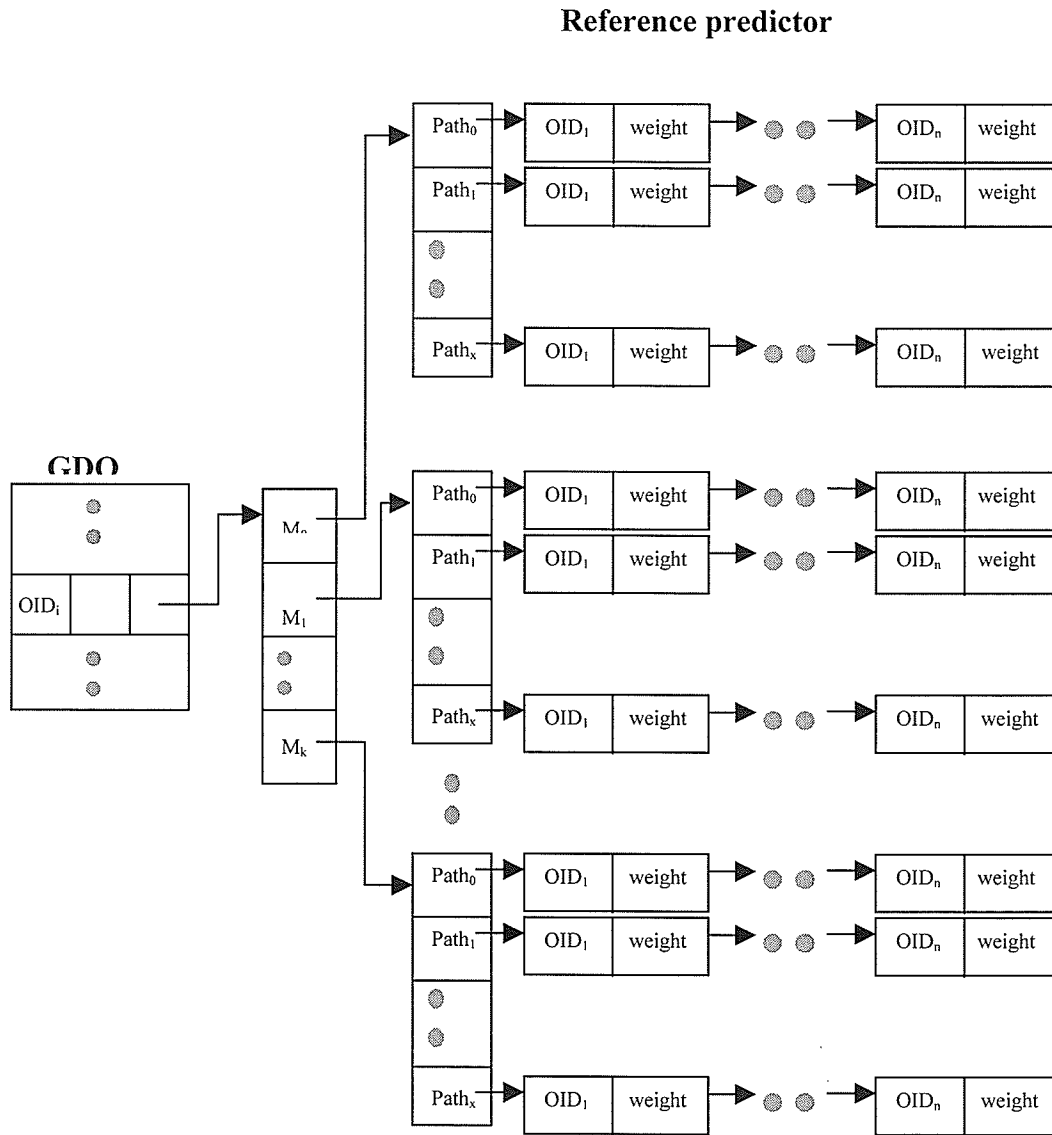 Reference predictor
Path₀ OID₁ weight OIDₙ weight
Path₁ OID₁ weight OIDₙ weight
Pathₓ OID₁ weight OIDₙ weight
GDO
OIDᵢ
M₀
M₁
Mₖ
Path₀ OID₁ weight OIDₙ weight
Path₁ OID₁ weight OIDₙ weight
Pathₓ OID₁ weight OIDₙ weight
Path₀ OID₁ weight OIDₙ weight
Path₁ OID₁ weight OIDₙ weight
Pathₓ OID₁ weight OIDₙ weight